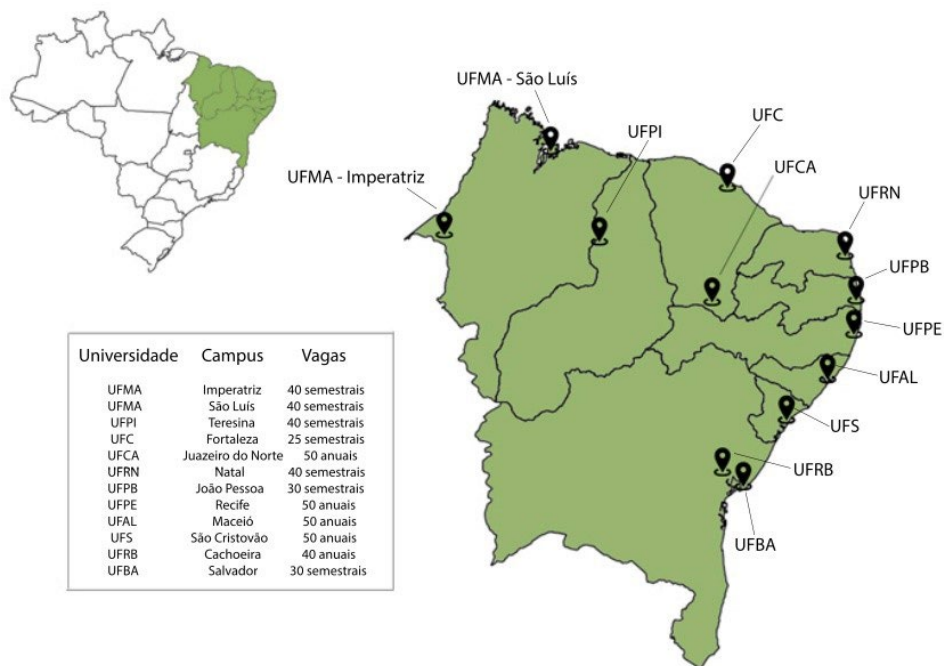 UFMA - São Luís
UFPI
UFC
UFCA
UFMA - Imperatriz
UFRN
UFPB
UFPE
UFAL
UFS
UFRB
UFBA
Universidade Campus Vagas
UFMA Imperatriz 40 semestrais
UFMA São Luís 40 semestrais
UFPI Teresina 40 semestrais
UFC Fortaleza 25 semestrais
UFCA Juazeiro do Norte 50 anuais
UFRN Natal 40 semestrais
UFPB João Pessoa 30 semestrais
UFPE Recife 50 anuais
UFAL Maceió 50 anuais
UFS São Cristovão 50 anuais
UFRB Cachoeira 40 anuais
UFBA Salvador 30 semestrais